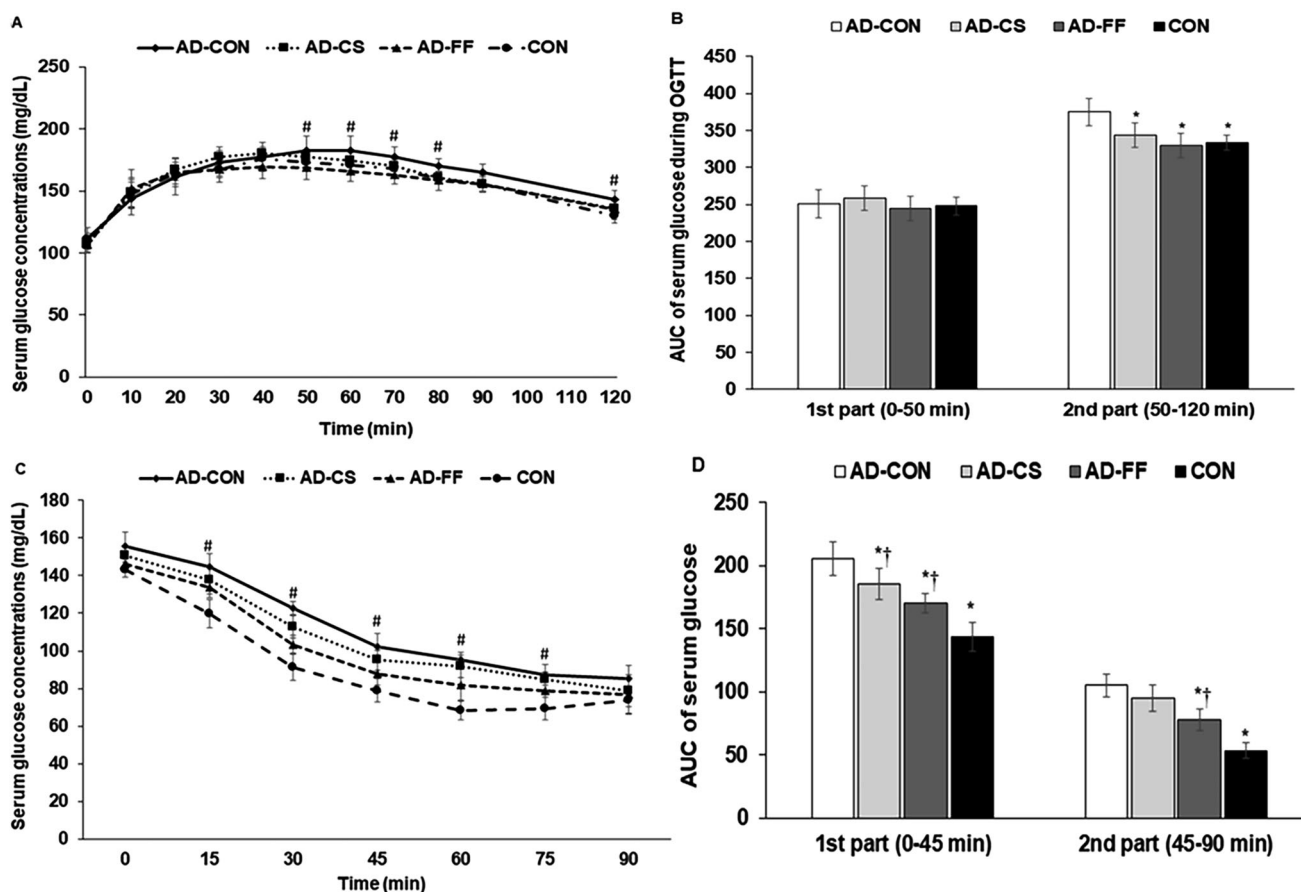 A
AD-CON AD-CS AD-FF CON
Serum glucose concentrations (mg/dL)
250
200
150
100
50
0
# # # # #
0 10 20 30 40 50 60 70 80 90 100 110 120
Time (min)
B
AD-CON AD-CS AD-FF CON
AUC of serum glucose during OGTT
450
400
350
300
250
200
150
100
50
0
* * *
1st part (0-50 min) 2nd part (50-120 min)
C
AD-CON AD-CS AD-FF CON
Serum glucose concentrations (mg/dL)
180
160
140
120
100
80
60
40
20
0
# # # # #
0 15 30 45 60 75 90
Time (min)
D
AD-CON AD-CS AD-FF CON
AUC of serum glucose
250
200
150
100
50
0
*† *† * *† *
1st part (0-45 min) 2nd part (45-90 min)